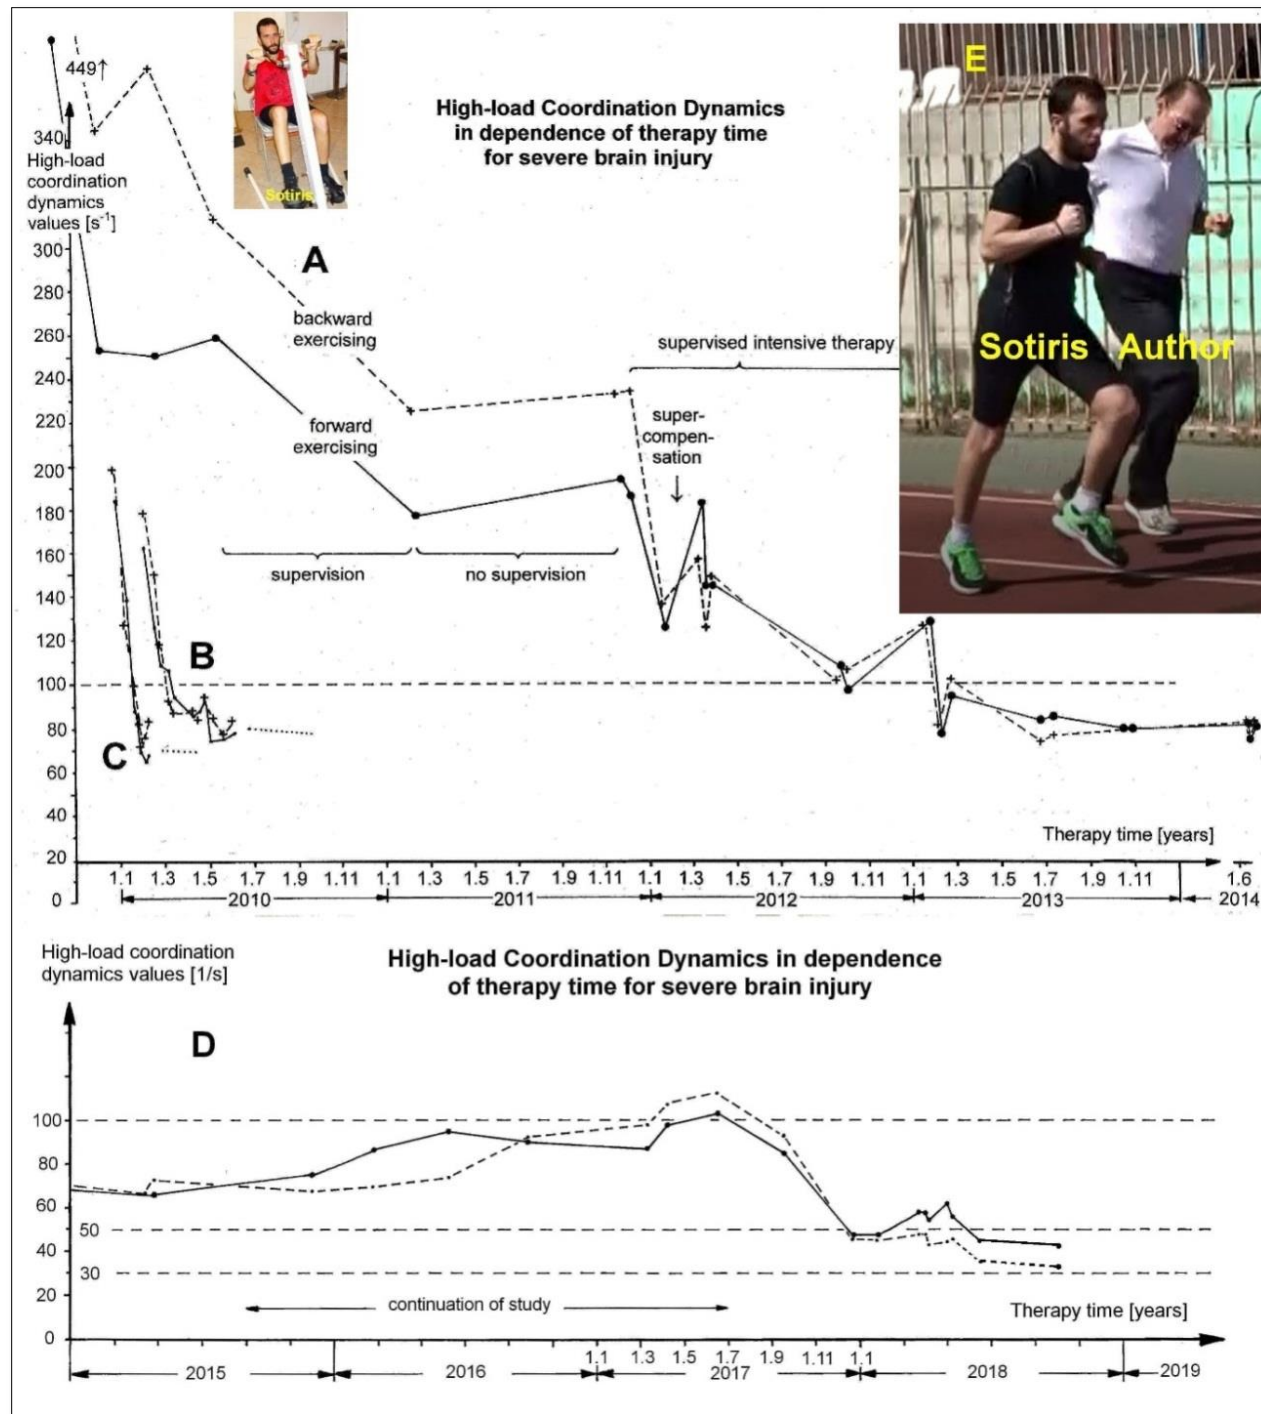 449↑
340
High-load
coordination
dynamics
values [s⁻¹]
Sotiris
High-load Coordination Dynamics
in dependence of therapy time
for severe brain injury
E
Sotiris Author
A
backward
exercising
forward
exercising
supervised intensive therapy
super-
compen-
sation
supervision
no supervision
B
C
300
280
260
240
220
200
180
160
140
120
100
80
60
40
20
0
Therapy time [years]
1.1 1.3 1.5 1.7 1.9 1.11 1.1 1.3 1.5 1.7 1.9 1.11 1.1 1.3 1.5 1.7 1.9 1.11 1.1 1.3 1.5 1.7 1.9 1.11 1.6
2010 2011 2012 2013 2014
High-load coordination
dynamics values [1/s]
High-load Coordination Dynamics in dependence
of therapy time for severe brain injury
D
100
80
60
50
40
30
20
0
continuation of study
Therapy time [years]
1.1 1.3 1.5 1.7 1.9 1.11 1.1
2015 2016 2017 2018 2019